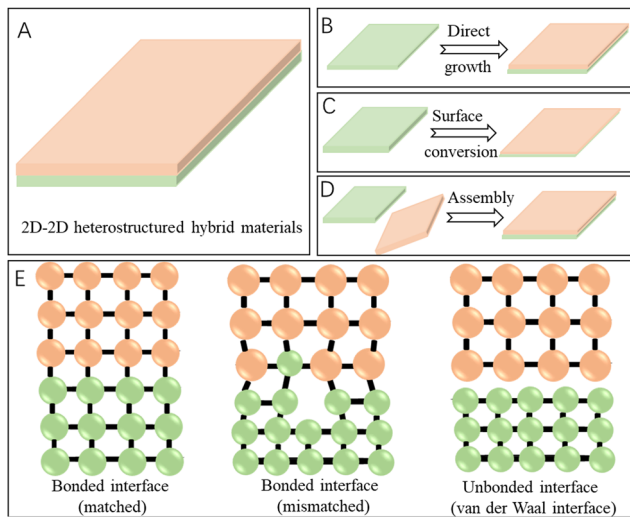 A
2D-2D heterostructured hybrid materials
B
Direct
growth
C
Surface
conversion
D
Assembly
E
Bonded interface
(matched)
Bonded interface
(mismatched)
Unbonded interface
(van der Waal interface)